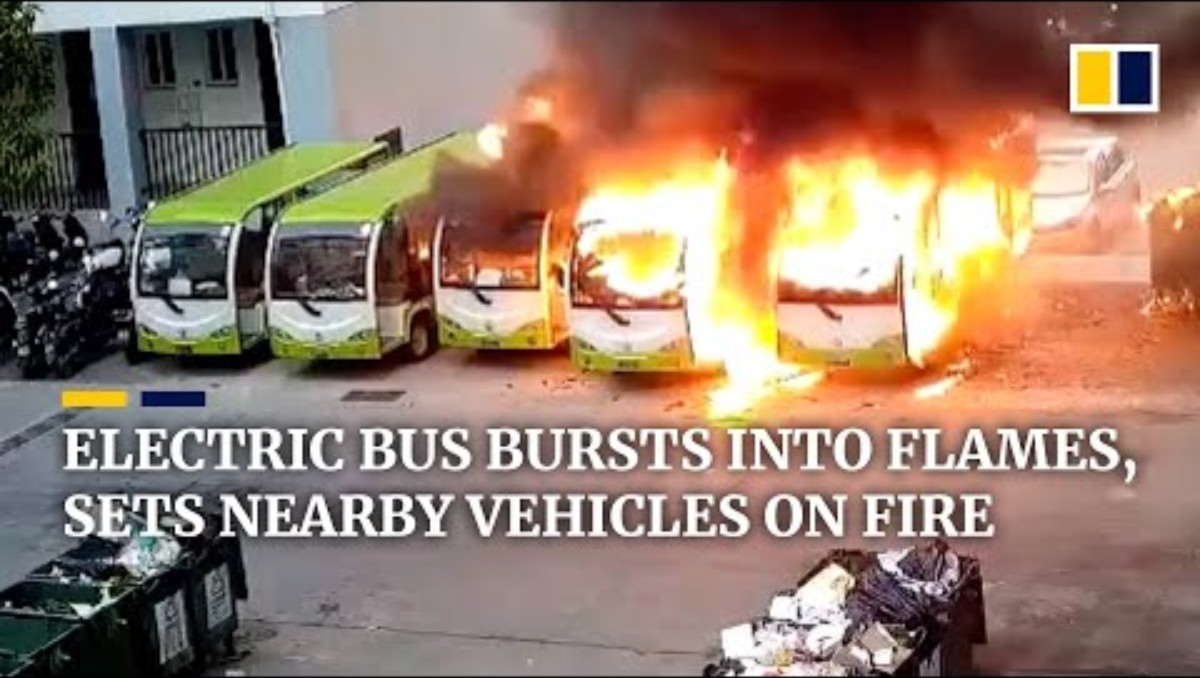 ELECTRIC BUS BURSTS INTO FLAMES,
SETS NEARBY VEHICLES ON FIRE